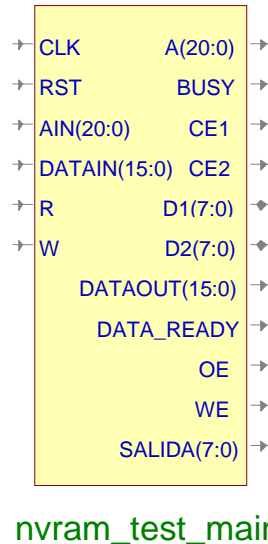 CLK A(20:0)
RST BUSY
AIN(20:0) CE1
DATAIN(15:0) CE2
R D1(7:0)
W D2(7:0)
DATAOUT(15:0)
DATA_READY
OE
WE
SALIDA(7:0)
nvram_test_main